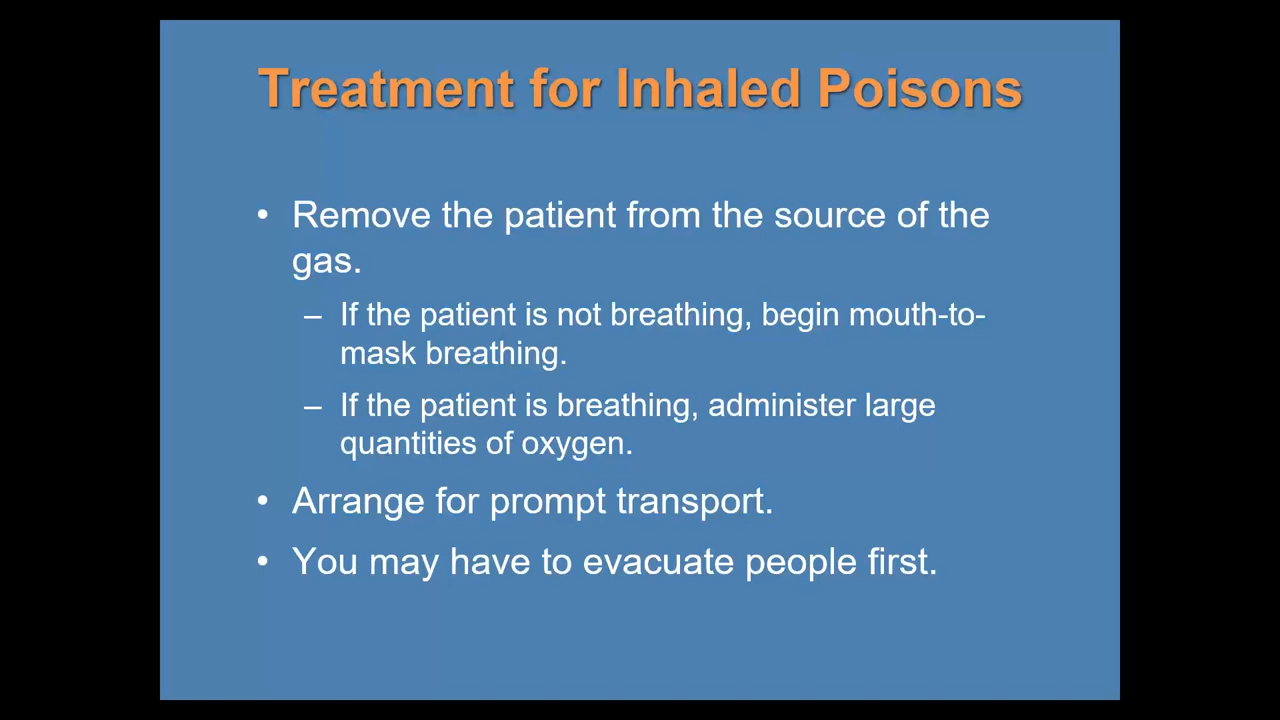 Treatment for Inhaled Poisons
• Remove the patient from the source of the
gas.
– If the patient is not breathing, begin mouth-to-
mask breathing.
– If the patient is breathing, administer large
quantities of oxygen.
• Arrange for prompt transport.
• You may have to evacuate people first.